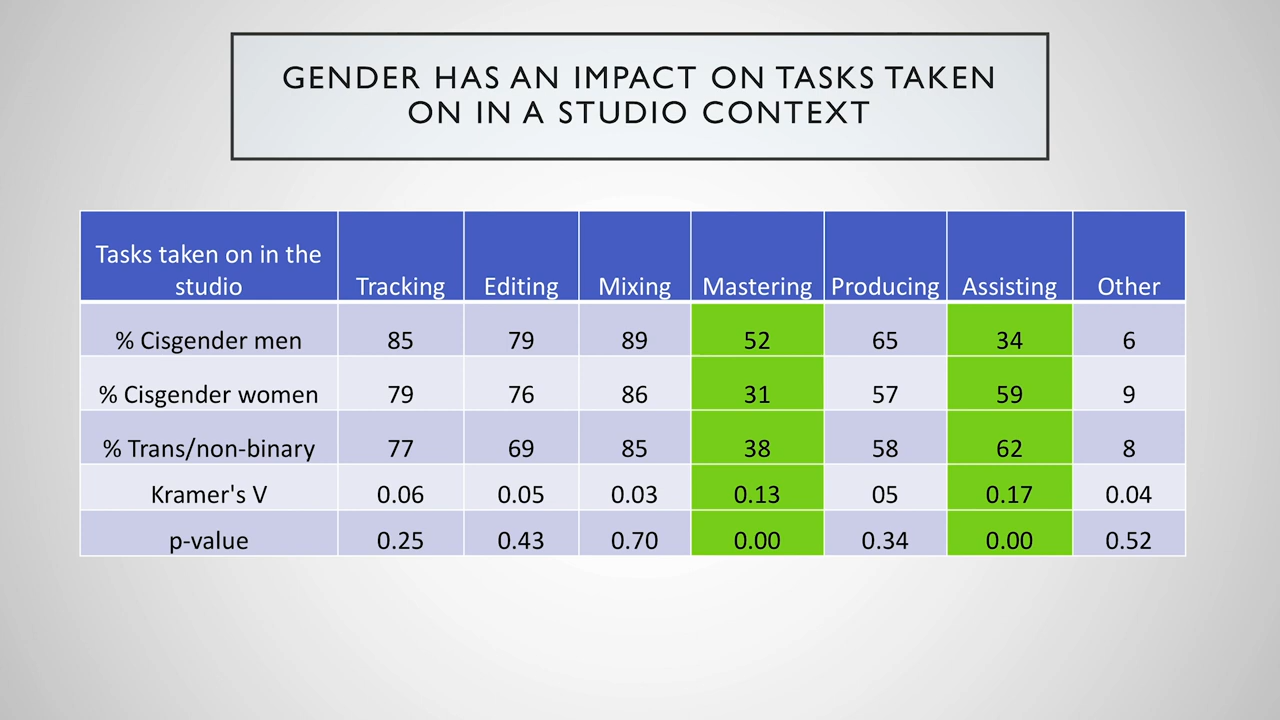 GENDER HAS AN IMPACT ON TASKS TAKEN
ON IN A STUDIO CONTEXT
Tasks taken on in the
studio Tracking Editing Mixing Mastering Producing Assisting Other
% Cisgender men 85 79 89 52 65 34 6
% Cisgender women 79 76 86 31 57 59 9
% Trans/non-binary 77 69 85 38 58 62 8
Kramer's V 0.06 0.05 0.03 0.13 05 0.17 0.04
p-value 0.25 0.43 0.70 0.00 0.34 0.00 0.52